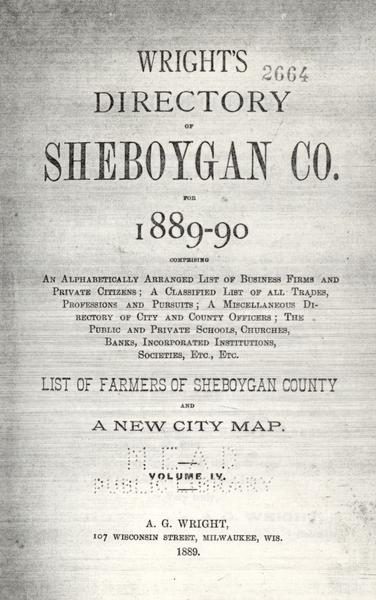 WRIGHT'S
2664
DIRECTORY
OF
SHEBOYGAN CO.
FOR
1889-90
COMPRISING
AN ALPHABETICALLY ARRANGED LIST OF BUSINESS FIRMS AND
PRIVATE CITIZENS; A CLASSIFIED LIST OF ALL TRADES,
PROFESSIONS AND PURSUITS; A MISCELLANEOUS DI-
RECTORY OF CITY AND COUNTY OFFICERS; THE
PUBLIC AND PRIVATE SCHOOLS, CHURCHES,
BANKS, INCORPORATED INSTITUTIONS,
SOCIETIES, ETC., ETC.
LIST OF FARMERS OF SHEBOYGAN COUNTY
AND
A NEW CITY MAP.
MEAD
VOLUME IV.
PUBLIC LIBRARY
A. G. WRIGHT,
107 WISCONSIN STREET, MILWAUKEE, WIS.
1889.